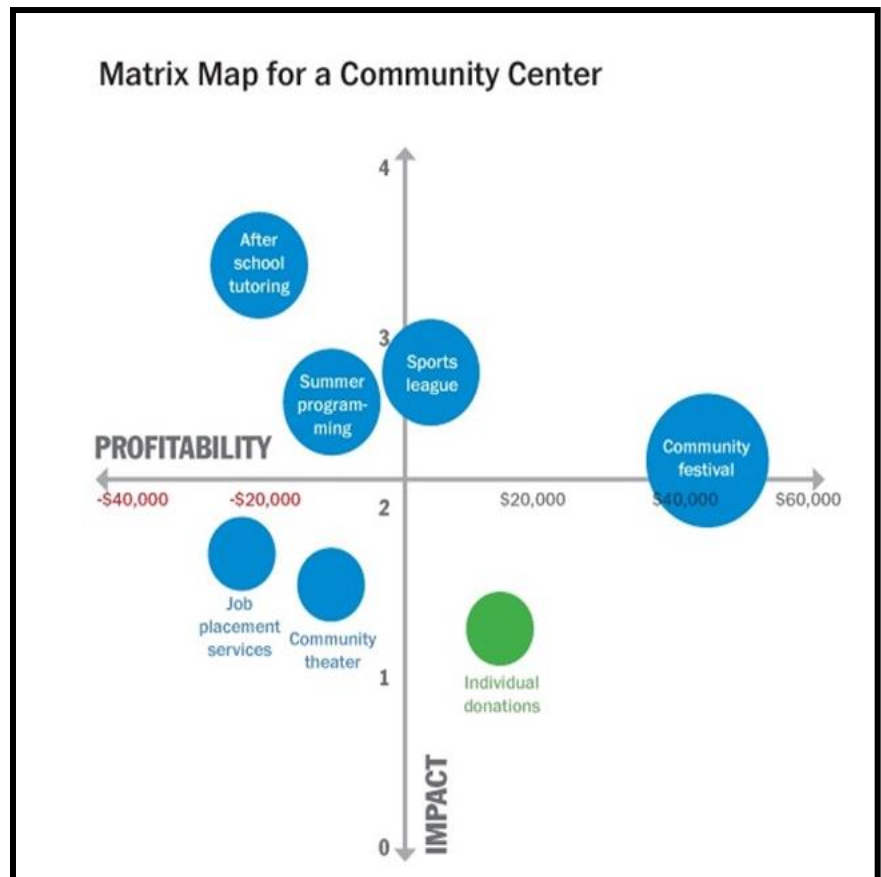 Matrix Map for a Community Center
4
After
school
tutoring
3
Sports
league
Summer
program-
ming
Community
festival
PROFITABILITY
-$40,000
-$20,000
2
$20,000
$40,000
$60,000
Job
placement
services
Community
theater
1
Individual
donations
IMPACT
0